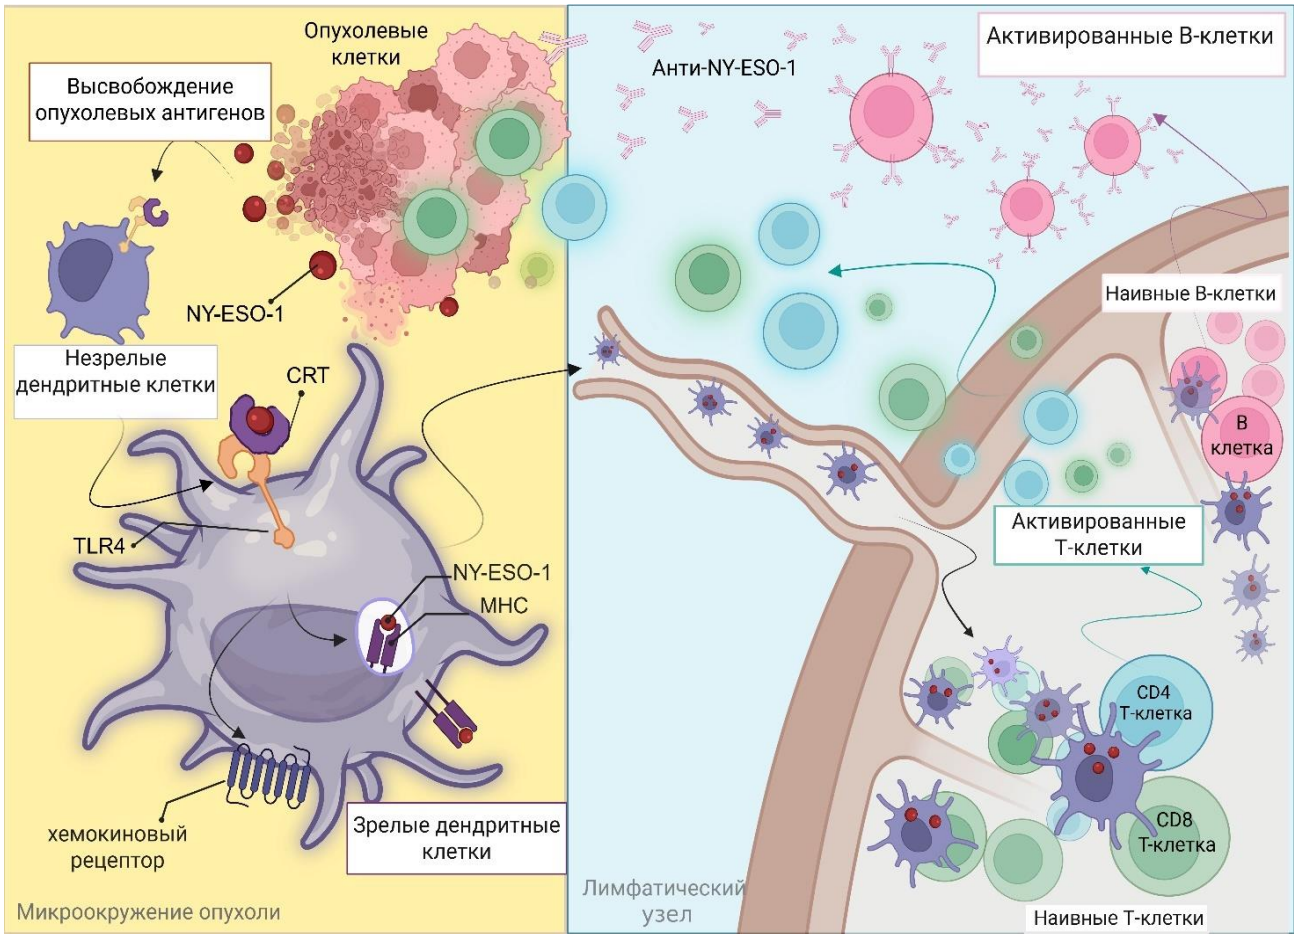 Опухолевые
клетки
Высвобождение
опухолевых антигенов
NY-ESO-1
Незрелые
дендритные клетки
CRT
TLR4
NY-ESO-1
MHC
хемокиновый
рецептор
Зрелые дендритные
клетки
Микроокружение опухоли
Анти-NY-ESO-1
Активированные В-клетки
Наивные В-клетки
В
клетка
Активированные
Т-клетки
CD4
Т-клетка
CD8
Т-клетка
Лимфатический
узел
Наивные Т-клетки